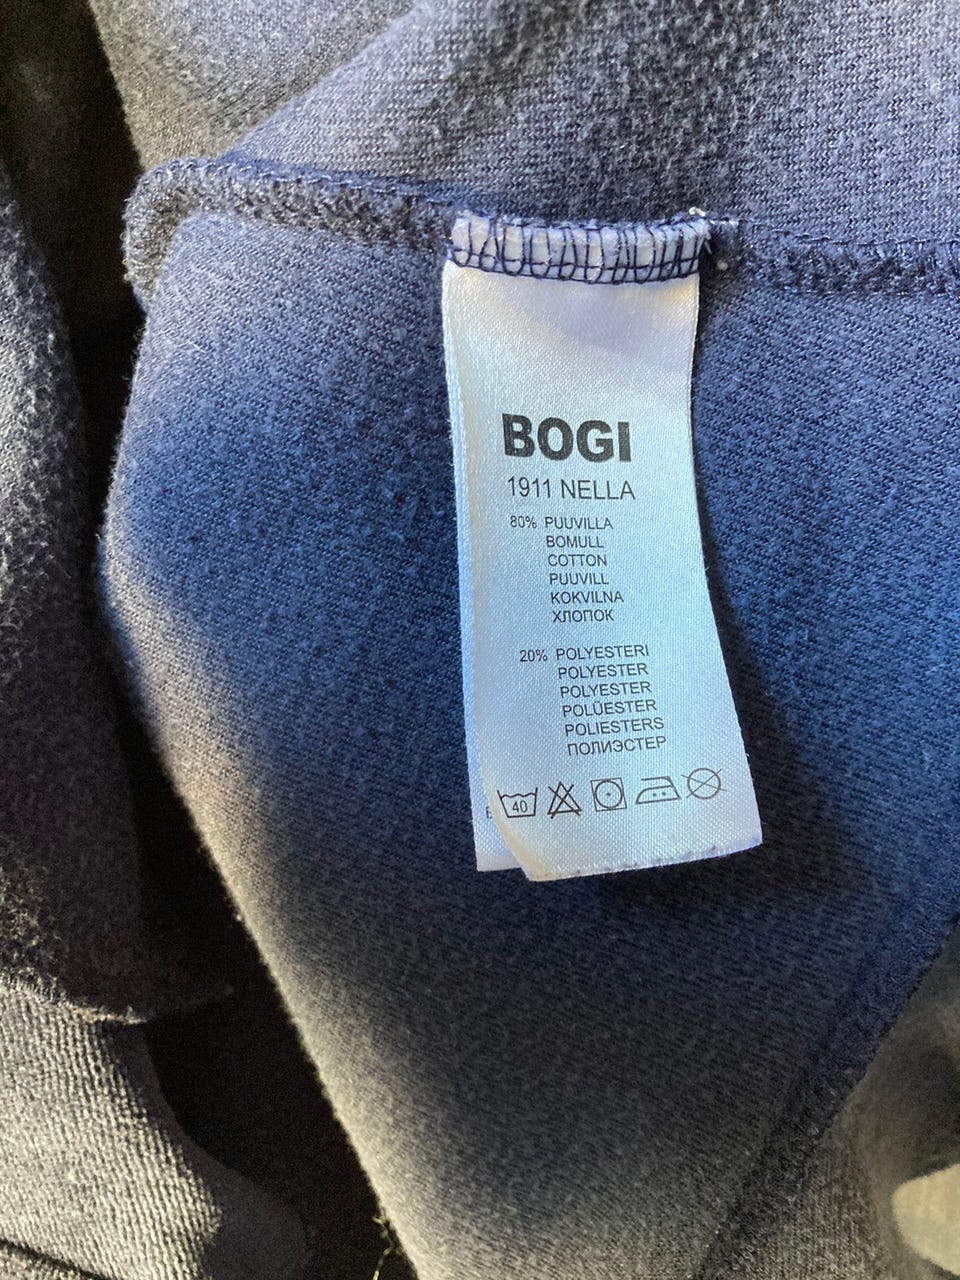 BOGI
1911 NELLA
80% PUUVILLA
BOMULL
COTTON
PUUVILL
KOKVILNA
ХЛОПОК
20% POLYESTERI
POLYESTER
POLYESTER
POLÜESTER
POLIESTERS
ПОЛИЭСТЕР
40